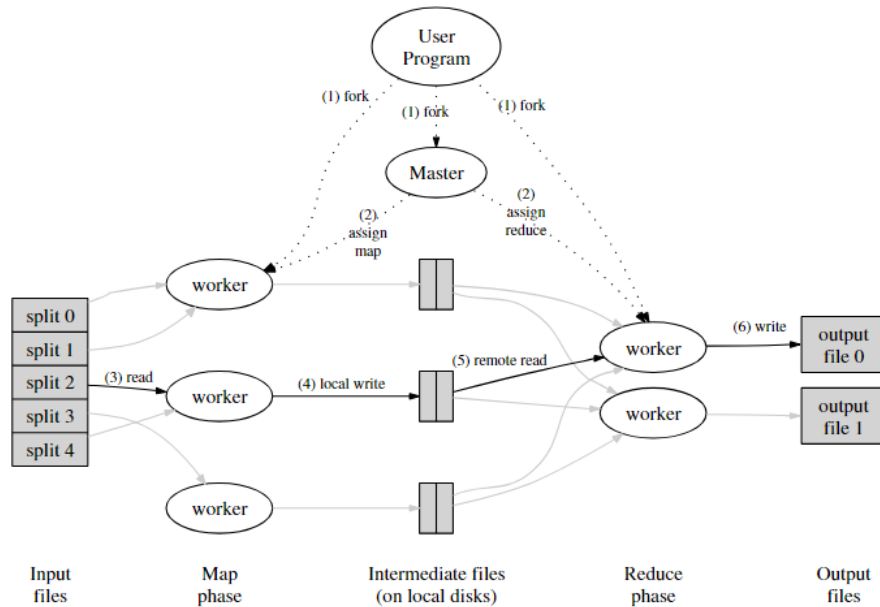 User
Program
(1) fork
(1) fork
(1) fork
Master
(2)
assign
map
(2)
assign
reduce
worker
split 0
split 1
split 2
split 3
split 4
(3) read
worker
(4) local write
(5) remote read
worker
(6) write
output
file 0
worker
output
file 1
worker
Input
files
Map
phase
Intermediate files
(on local disks)
Reduce
phase
Output
files